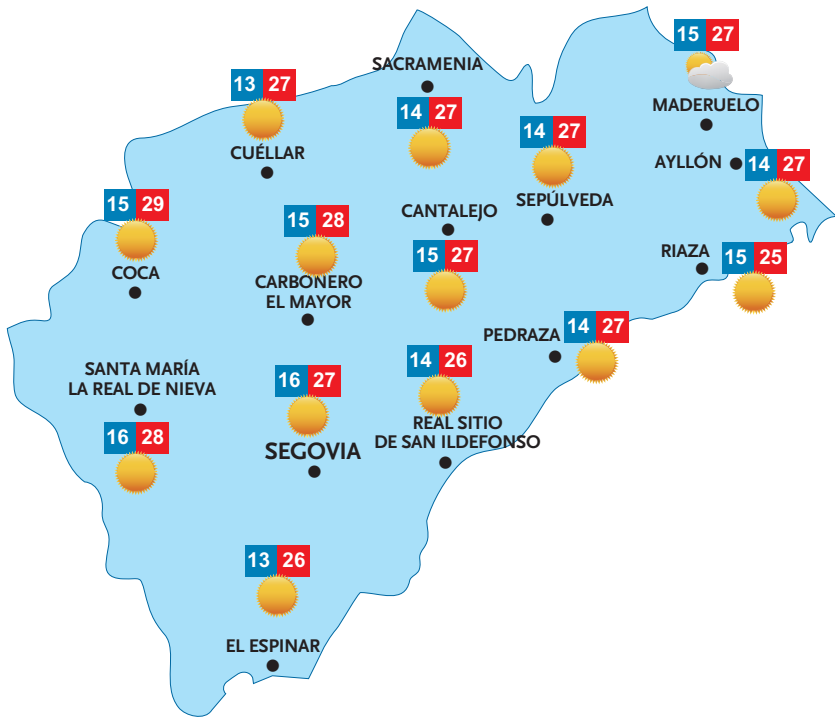 15 27
MADERUELO
SACRAMENIA
14 27
13 27
CUÉLLAR
14 27
SEPÚLVEDA
AYLLÓN
14 27
15 29
COCA
15 28
CARBONERO
EL MAYOR
CANTALEJO
15 27
RIAZA
15 25
PEDRAZA
14 27
SANTA MARÍA
LA REAL DE NIEVA
16 28
16 27
SEGOVIA
14 26
REAL SITIO
DE SAN ILDEFONSO
13 26
EL ESPINAR